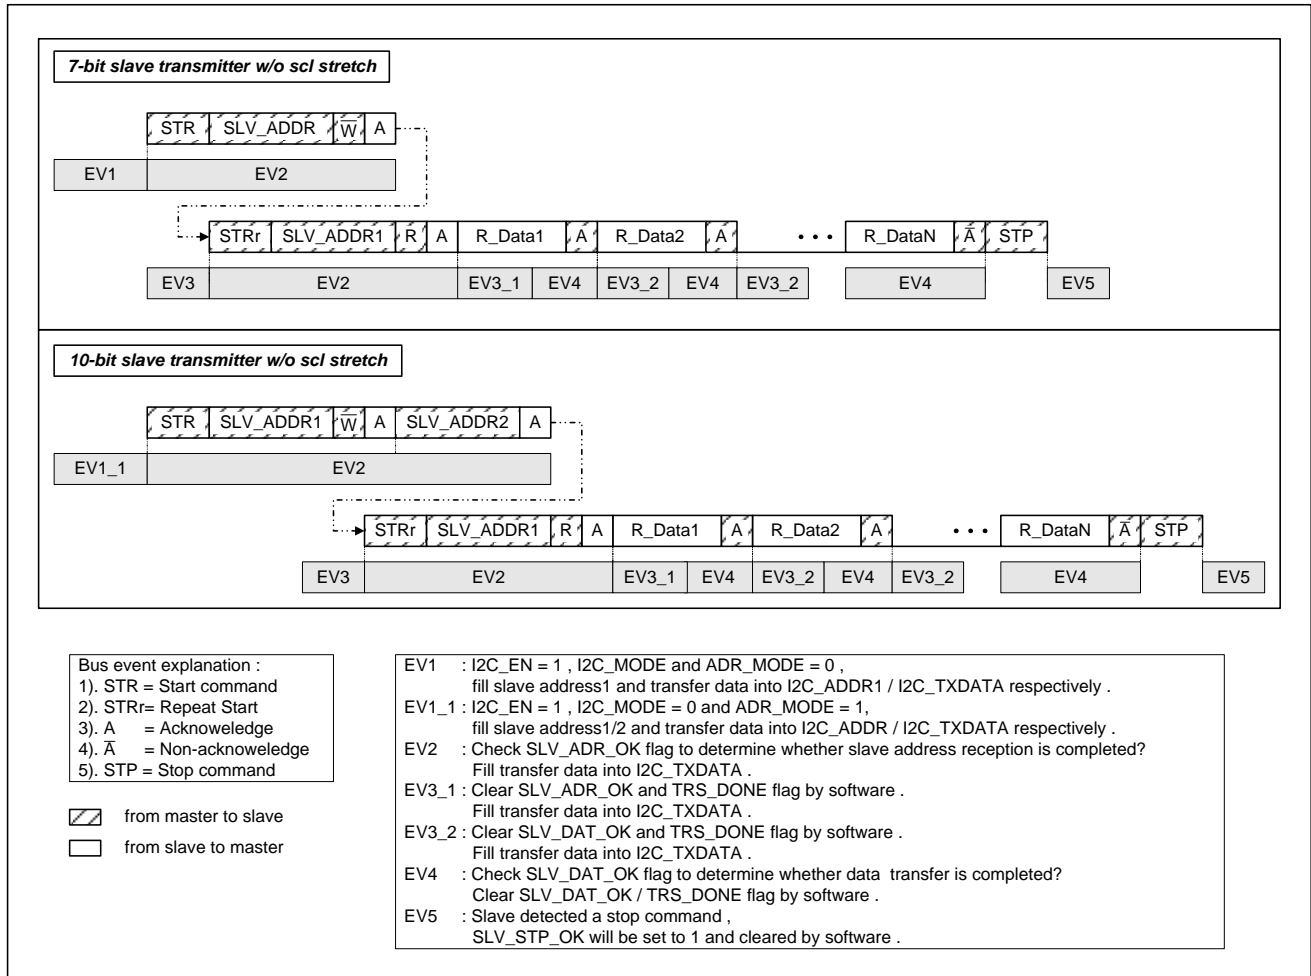 7-bit slave transmitter w/o scl stretch
STR SLV_ADDR W̅ A
EV1 EV2
STRr SLV_ADDR1 R A R_Data1 A R_Data2 A • • • R_DataN A̅ STP
EV3 EV2 EV3_1 EV4 EV3_2 EV4 EV3_2 EV4 EV5
10-bit slave transmitter w/o scl stretch
STR SLV_ADDR1 W̅ A SLV_ADDR2 A
EV1_1 EV2
STRr SLV_ADDR1 R A R_Data1 A R_Data2 A • • • R_DataN A̅ STP
EV3 EV2 EV3_1 EV4 EV3_2 EV4 EV3_2 EV4 EV5
Bus event explanation :
1). STR = Start command
2). STRr= Repeat Start
3). A = Acknoweledge
4). A̅ = Non-acknoweledge
5). STP = Stop command
from master to slave
from slave to master
EV1 : I2C_EN = 1 , I2C_MODE and ADR_MODE = 0 ,
fill slave address1 and transfer data into I2C_ADDR1 / I2C_TXDATA respectively .
EV1_1 : I2C_EN = 1 , I2C_MODE = 0 and ADR_MODE = 1,
fill slave address1/2 and transfer data into I2C_ADDR / I2C_TXDATA respectively .
EV2 : Check SLV_ADR_OK flag to determine whether slave address reception is completed?
Fill transfer data into I2C_TXDATA .
EV3_1 : Clear SLV_ADR_OK and TRS_DONE flag by software .
Fill transfer data into I2C_TXDATA .
EV3_2 : Clear SLV_DAT_OK and TRS_DONE flag by software .
Fill transfer data into I2C_TXDATA .
EV4 : Check SLV_DAT_OK flag to determine whether data transfer is completed?
Clear SLV_DAT_OK / TRS_DONE flag by software .
EV5 : Slave detected a stop command ,
SLV_STP_OK will be set to 1 and cleared by software .